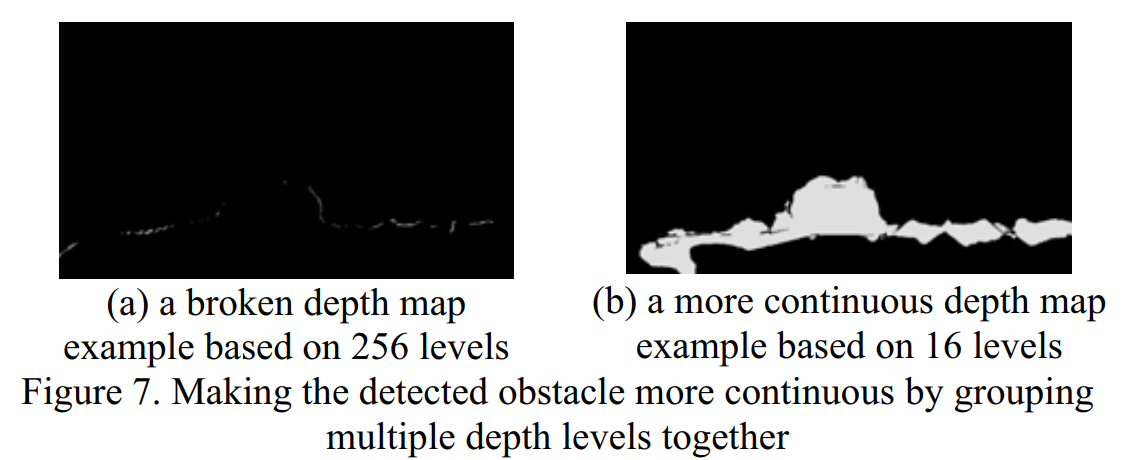 (a) a broken depth map
example based on 256 levels
(b) a more continuous depth map
example based on 16 levels
Figure 7. Making the detected obstacle more continuous by grouping
multiple depth levels together